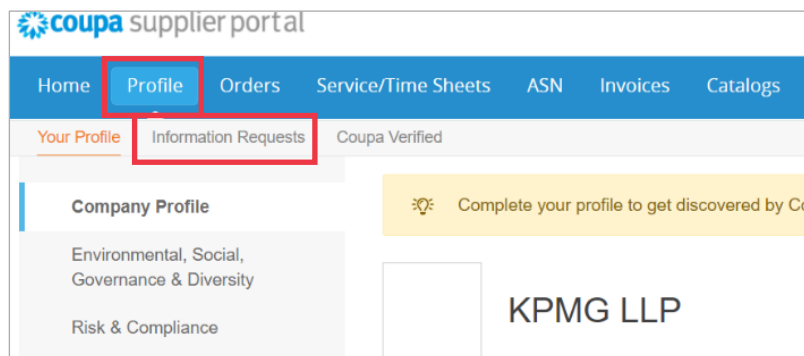 coupa supplier portal
Home Profile Orders Service/Time Sheets ASN Invoices Catalogs
Your Profile Information Requests Coupa Verified
Company Profile
Complete your profile to get discovered by Co
Environmental, Social,
Governance & Diversity
KPMG LLP
Risk & Compliance